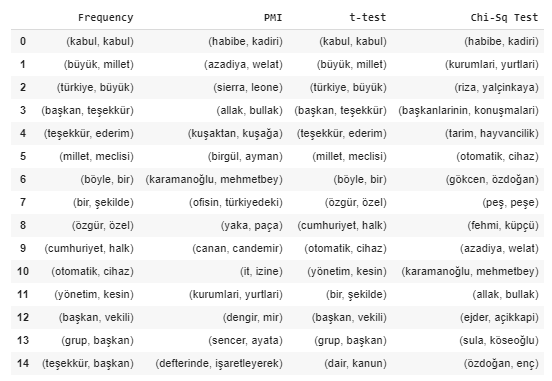 Frequency PMI t-test Chi-Sq Test
0 (kabul, kabul) (habibe, kadiri) (kabul, kabul) (habibe, kadiri)
1 (büyük, millet) (azadiya, welat) (büyük, millet) (kurumlari, yurtlari)
2 (türkiye, büyük) (sierra, leone) (türkiye, büyük) (riza, yalçinkaya)
3 (başkan, teşekkür) (allak, bullak) (başkan, teşekkür) (başkanlarinin, konuşmalari)
4 (teşekkür, ederim) (kuşaktan, kuşağa) (teşekkür, ederim) (tarim, hayvancilik)
5 (millet, meclisi) (birgül, ayman) (millet, meclisi) (otomatik, cihaz)
6 (böyle, bir) (karamanoğlu, mehmetbey) (böyle, bir) (gökcen, özdoğan)
7 (bir, şekilde) (ofisin, türkiyedeki) (özgür, özel) (peş, peşe)
8 (özgür, özel) (yaka, paça) (cumhuriyet, halk) (fehmi, küpçü)
9 (cumhuriyet, halk) (canan, candemir) (otomatik, cihaz) (azadiya, welat)
10 (otomatik, cihaz) (it, izine) (yönetim, kesin) (karamanoğlu, mehmetbey)
11 (yönetim, kesin) (kurumlari, yurtlari) (bir, şekilde) (allak, bullak)
12 (başkan, vekili) (dengir, mir) (başkan, vekili) (ejder, açikkapi)
13 (grup, başkan) (sencer, ayata) (grup, başkan) (sula, köseoğlu)
14 (teşekkür, başkan) (defterinde, işaretleyerek) (dair, kanun) (özdoğan, enç)